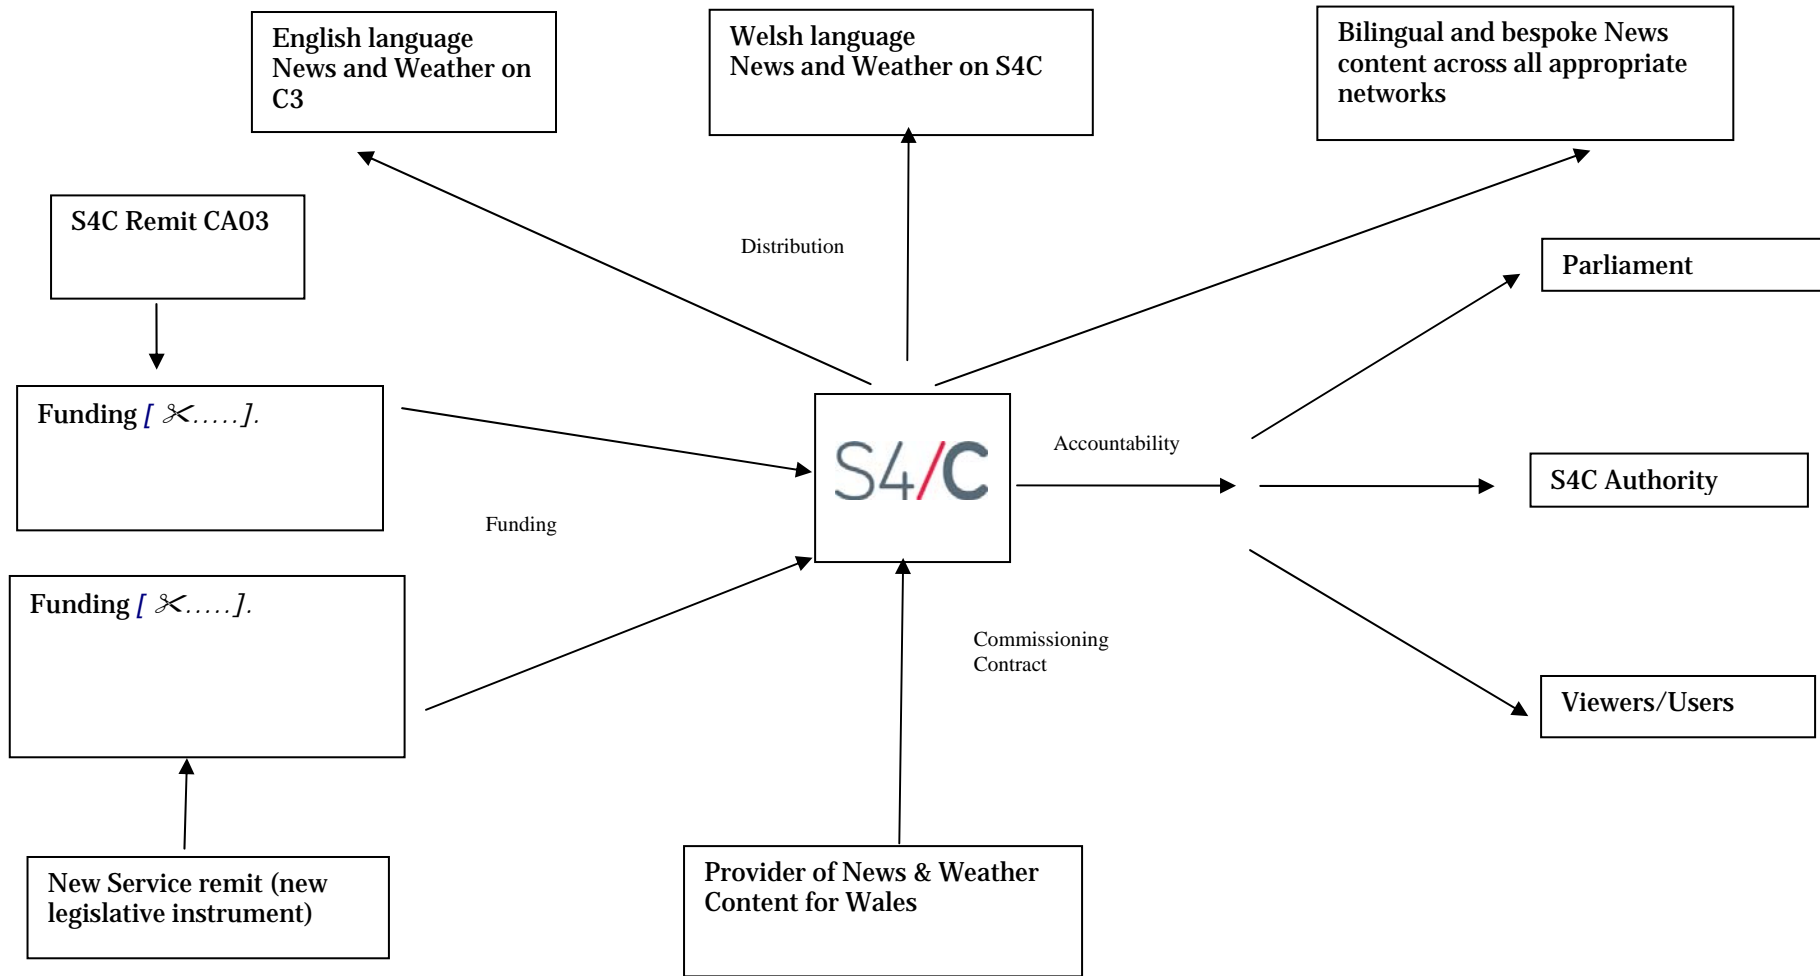 English language
News and Weather on
C3
Welsh language
News and Weather on S4C
Bilingual and bespoke News
content across all appropriate
networks
S4C Remit CA03
Distribution
Parliament
Funding [ ✂.....].
S4/C
Accountability
S4C Authority
Funding
Funding [ ✂.....].
Commissioning
Contract
Viewers/Users
New Service remit (new
legislative instrument)
Provider of News & Weather
Content for Wales